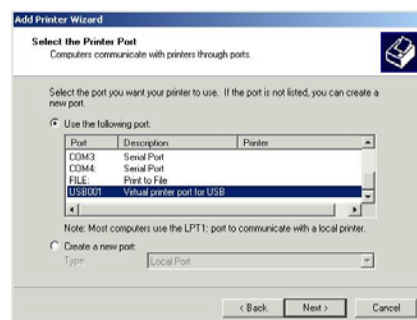 Add Printer Wizard
Select the Printer Port
Computers communicate with printers through ports.
Select the port you want your printer to use. If the port is not listed, you can create a
new port.
Use the following port:
Port Description Printer
COM3: Serial Port
COM4: Serial Port
FILE: Print to File
USB001 Virtual printer port for USB
Note: Most computers use the LPT1: port to communicate with a local printer.
Create a new port:
Type: Local Port
< Back Next > Cancel